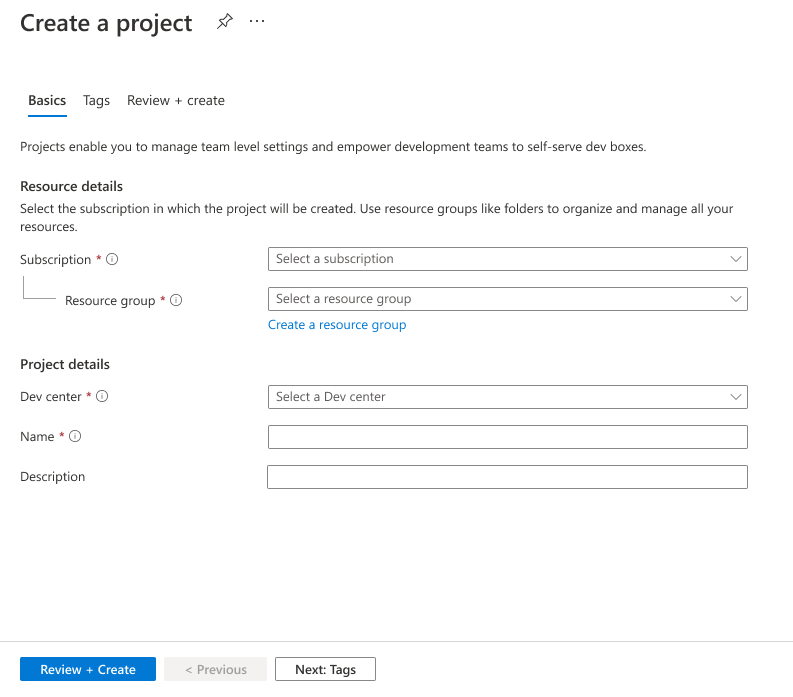 Create a project
Basics Tags Review + create
Projects enable you to manage team level settings and empower development teams to self-serve dev boxes.
Resource details
Select the subscription in which the project will be created. Use resource groups like folders to organize and manage all your
resources.
Subscription * Select a subscription
Resource group * Select a resource group
Create a resource group
Project details
Dev center * Select a Dev center
Name *
Description
Review + Create < Previous Next: Tags